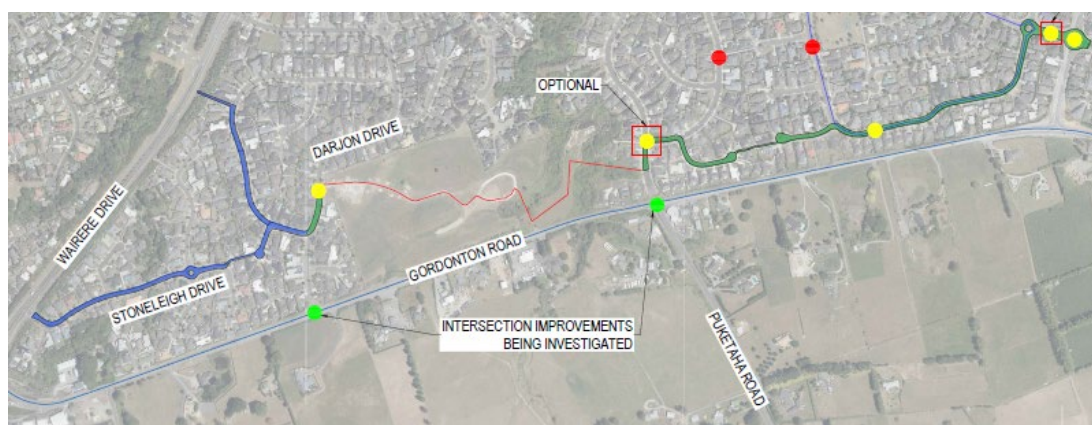 OPTIONAL
DARJON DRIVE
WAIRERE DRIVE
GORDONTON ROAD
STONELEIGH DRIVE
INTERSECTION IMPROVEMENTS
BEING INVESTIGATED
PUKETAHA ROAD